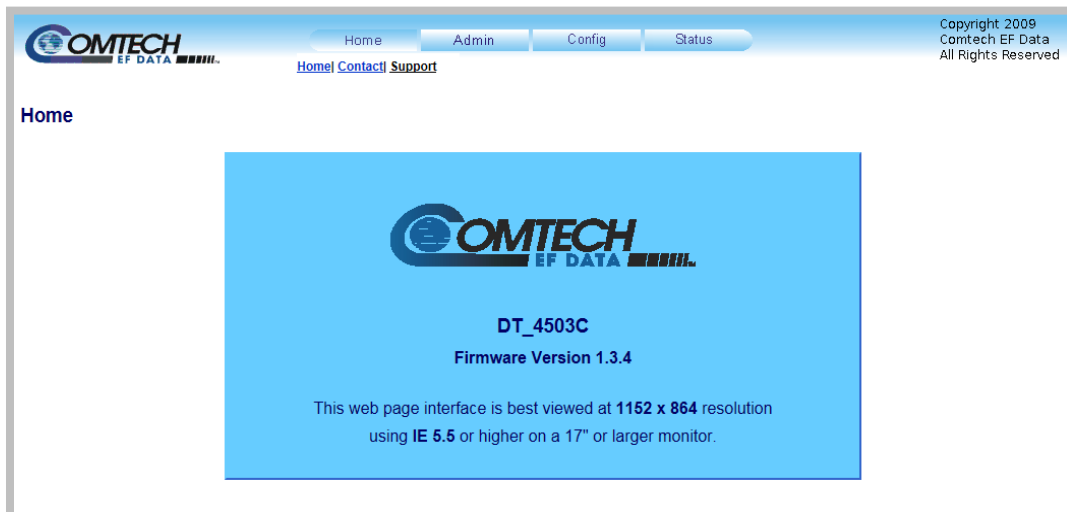 COMTECH
EF DATA
Home Admin Config Status
Home| Contact| Support
Copyright 2009
Comtech EF Data
All Rights Reserved
Home
COMTECH
EF DATA
DT_4503C
Firmware Version 1.3.4
This web page interface is best viewed at 1152 x 864 resolution
using IE 5.5 or higher on a 17" or larger monitor.